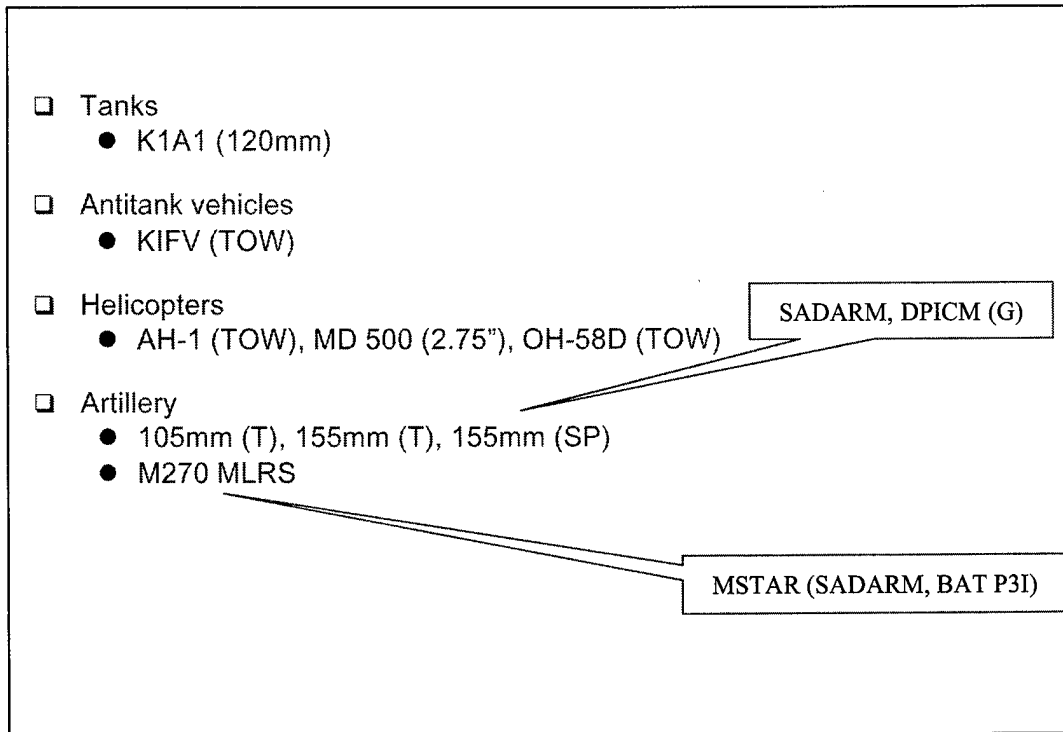 ❑ Tanks
● K1A1 (120mm)
❑ Antitank vehicles
● KIFV (TOW)
❑ Helicopters
● AH-1 (TOW), MD 500 (2.75”), OH-58D (TOW)
SADARM, DPICM (G)
❑ Artillery
● 105mm (T), 155mm (T), 155mm (SP)
● M270 MLRS
MSTAR (SADARM, BAT P3I)